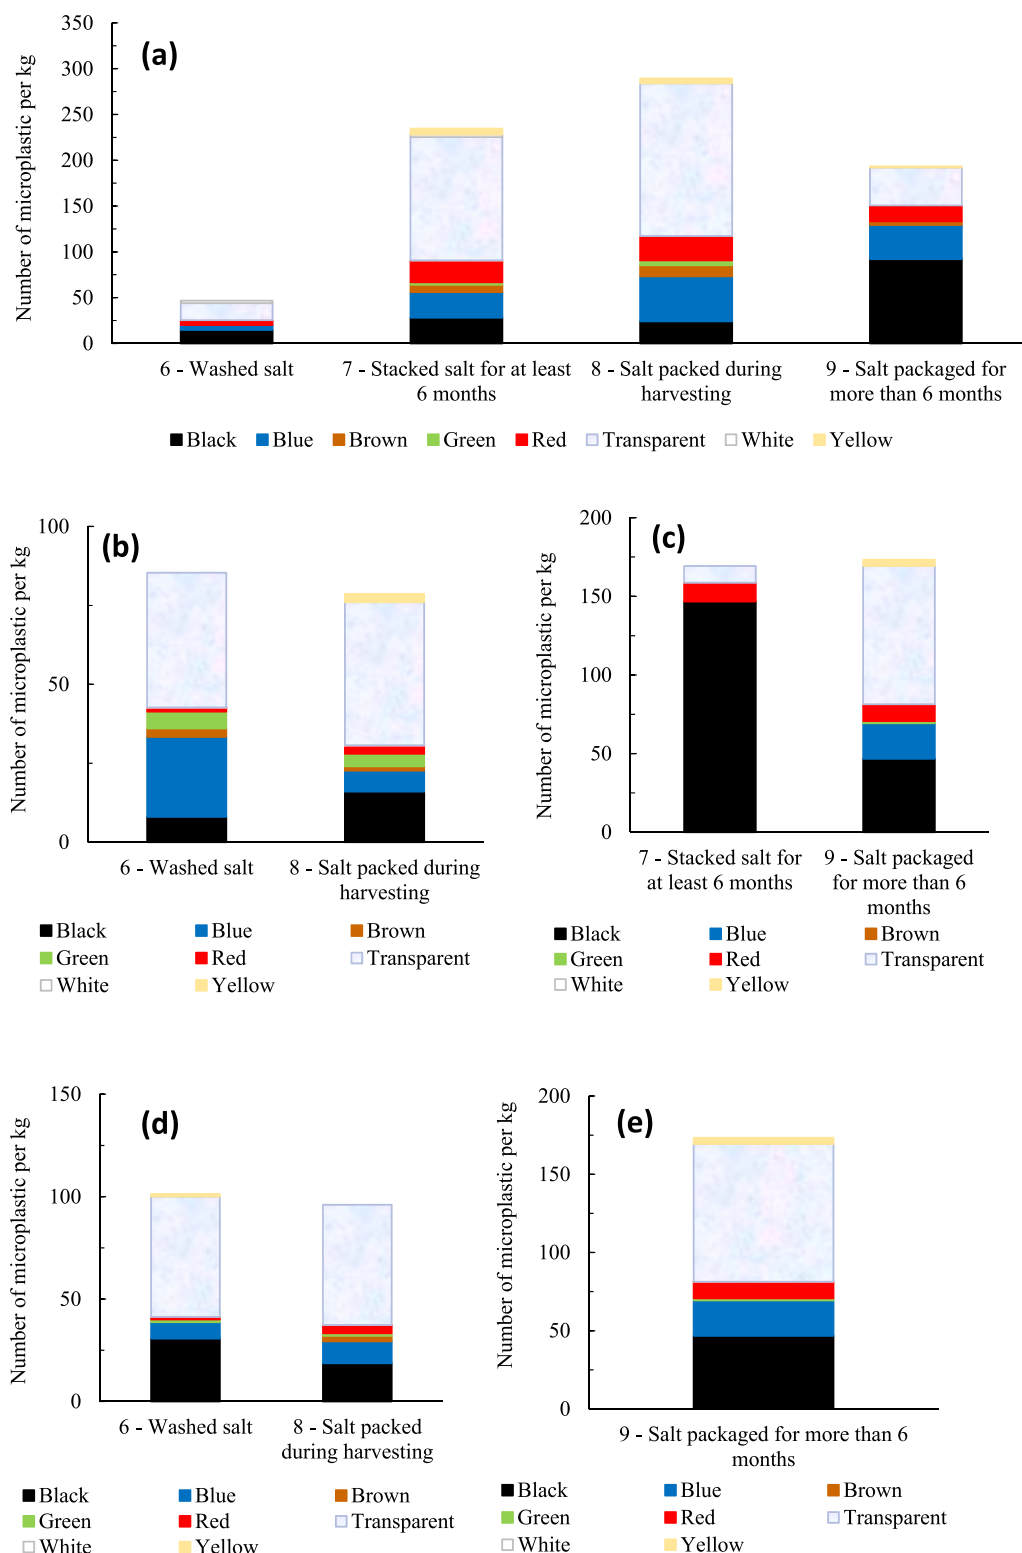 (a)
Number of microplastic per kg
350
300
250
200
150
100
50
0
6 - Washed salt
7 - Stacked salt for at least
6 months
8 - Salt packed during
harvesting
9 - Salt packaged for
more than 6 months
Black Blue Brown Green Red Transparent White Yellow
(b)
Number of microplastic per kg
100
50
0
6 - Washed salt
8 - Salt packed during
harvesting
Black Blue Brown
Green Red Transparent
White Yellow
(c)
Number of microplastic per kg
200
150
100
50
0
7 - Stacked salt for
at least 6 months
9 - Salt packaged
for more than 6
months
Black Blue Brown
Green Red Transparent
White Yellow
(d)
Number of microplastic per kg
150
100
50
0
6 - Washed salt
8 - Salt packed
during harvesting
Black Blue Brown
Green Red Transparent
White Yellow
(e)
Number of microplastic per kg
200
150
100
50
0
9 - Salt packaged for more than 6
months
Black Blue Brown
Green Red Transparent
White Yellow